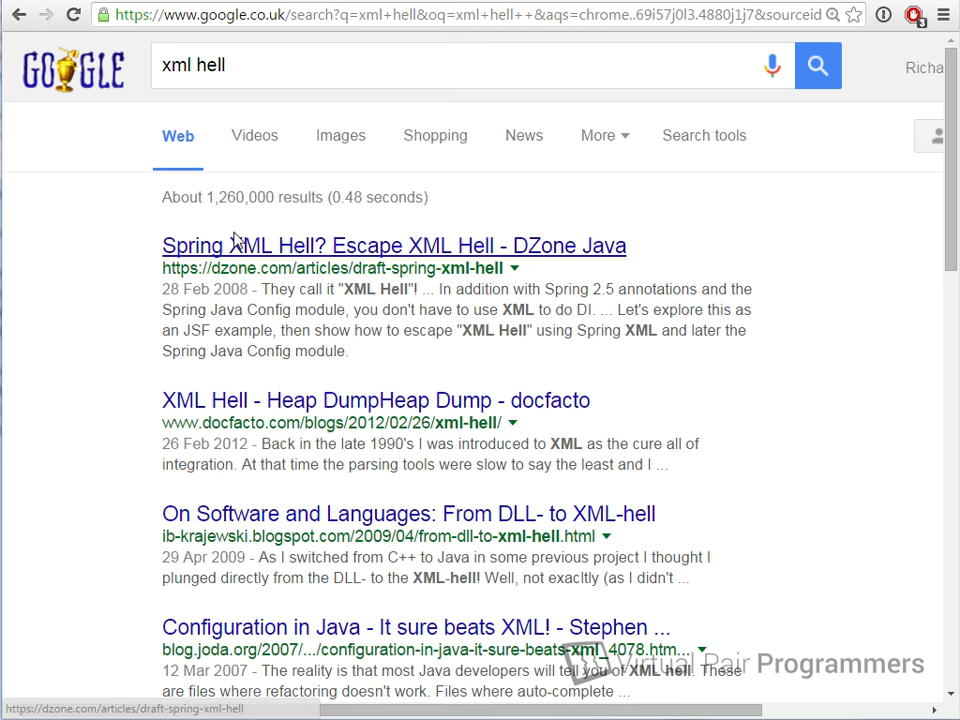 https://www.google.co.uk/search?q=xml+hell&oq=xml+hell++&aqs=chrome..69i57j0l3.4880j1j7&sourceid
3
GOOGLE
xml hell
Richa
Web Videos Images Shopping News More Search tools
About 1,260,000 results (0.48 seconds)
Spring XML Hell? Escape XML Hell - DZone Java
https://dzone.com/articles/draft-spring-xml-hell
28 Feb 2008 - They call it "XML Hell"! ... In addition with Spring 2.5 annotations and the
Spring Java Config module, you don't have to use XML to do DI. ... Let's explore this as
an JSF example, then show how to escape "XML Hell" using Spring XML and later the
Spring Java Config module.
XML Hell - Heap DumpHeap Dump - docfacto
www.docfacto.com/blogs/2012/02/26/xml-hell/
26 Feb 2012 - Back in the late 1990's I was introduced to XML as the cure all of
integration. At that time the parsing tools were slow to say the least and I ...
On Software and Languages: From DLL- to XML-hell
ib-krajewski.blogspot.com/2009/04/from-dll-to-xml-hell.html
29 Apr 2009 - As I switched from C++ to Java in some previous project I thought I
plunged directly from the DLL- to the XML-hell! Well, not exacltly (as I didn't ...
Configuration in Java - It sure beats XML! - Stephen ...
blog.joda.org/2007/.../configuration-in-java-it-sure-beats-xml_4078.htm...
12 Mar 2007 - The reality is that most Java developers will tell you of XML hell. These
are files where refactoring doesn't work. Files where auto-complete ...
Virtual Pair Programmers
https://dzone.com/articles/draft-spring-xml-hell